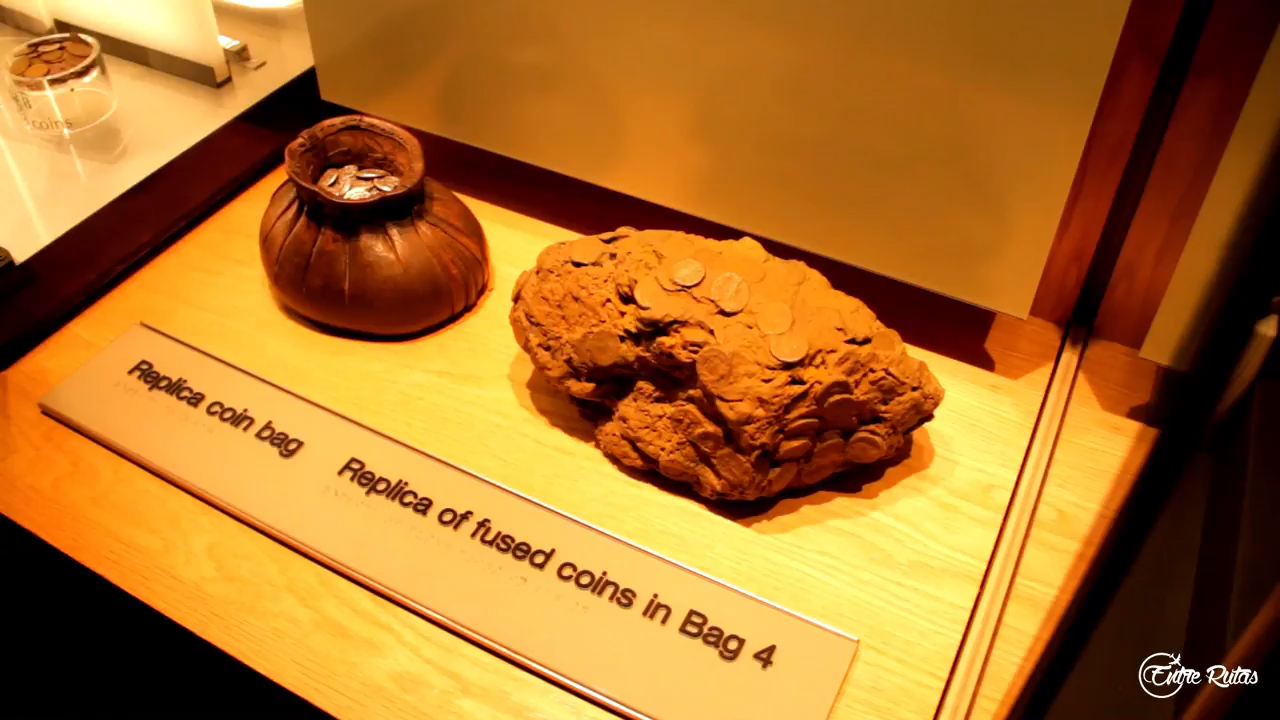 coins
Replica coin bag
Replica of fused coins in Bag 4
Entre Rutas